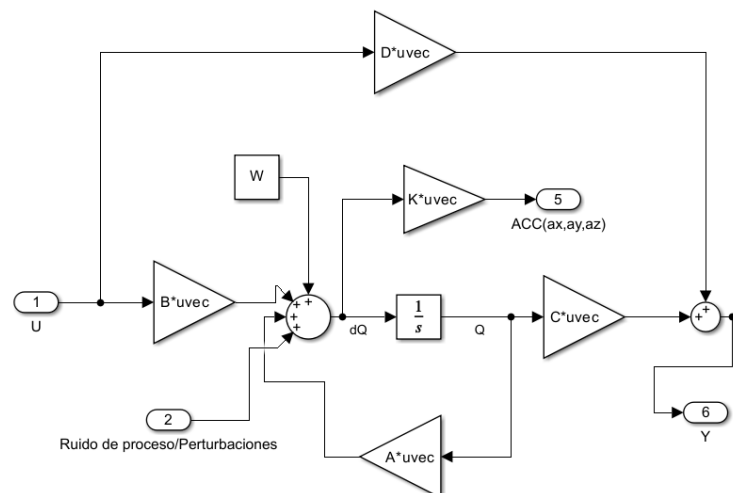 D*uvec
W
K*uvec
5
ACC(ax,ay,az)
1
U
B*uvec
+
+
+
+
dQ
1
s
Q
C*uvec
+
+
2
Ruido de proceso/Perturbaciones
A*uvec
6
Y